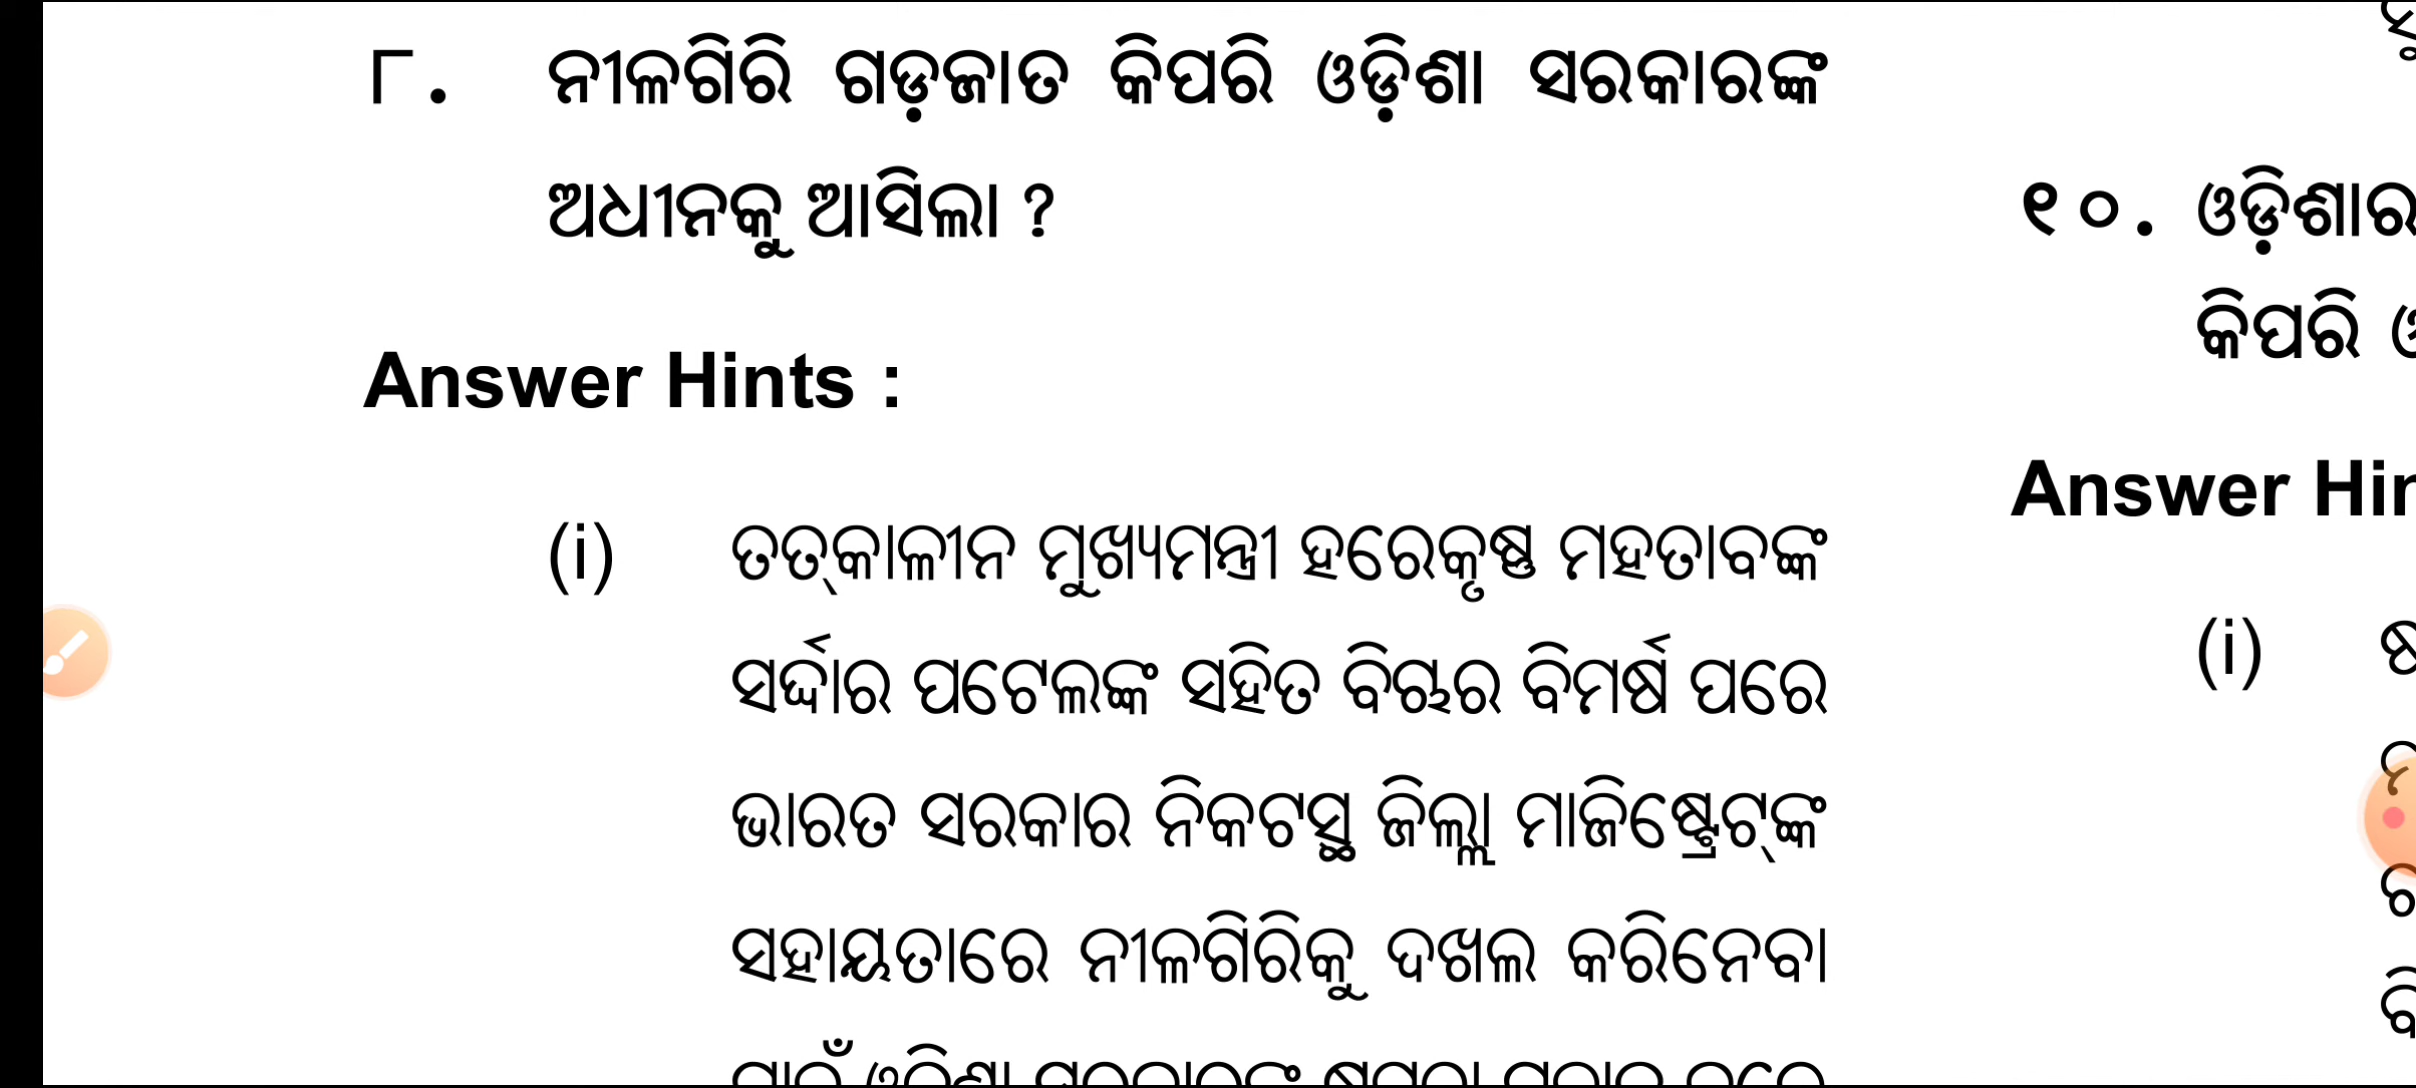 ୮. ନୀଳଗିରି ଗଡ଼ଜାତ କିପରି ଓଡ଼ିଶା ସରକାରଙ୍କ
ଅଧୀନକୁ ଆସିଲା ?
Answer Hints :
(i) ତତ୍କାଳୀନ ମୁଖ୍ୟମନ୍ତ୍ରୀ ହରେକୃଷ୍ଣ ମହତାବଙ୍କ
ସର୍ଦ୍ଦାର ପଟେଲଙ୍କ ସହିତ ବିଚାର ବିମର୍ଷ ପରେ
ଭାରତ ସରକାର ନିକଟସ୍ଥ ଜିଲ୍ଲା ମାଜିଷ୍ଟ୍ରେଟ୍‌ଙ୍କ
ସହାୟତାରେ ନୀଳଗିରିକୁ ଦଖଲ କରିନେବା
୧୦. ଓଡ଼ିଶାର
କିପରି
Answer
(i)